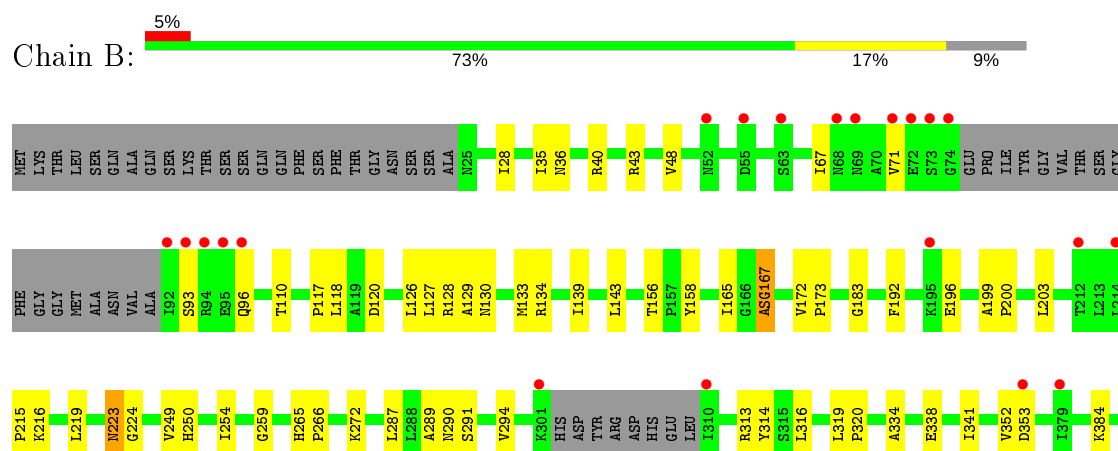 5%
Chain B:
73% 17% 9%
MET LYS THR LEU SER GLN ALA GLN SER LYS THR SER SER GLN GLN PHE SER PHE THR GLY ASN SER SER ALA N25 I28 I35 N36 R40 R43 V48 N52 D55 S63 I67 N68 N69 A70 V71 E72 S73 G74 GLU PRO ILE TYR GLY VAL THR SER GLY
PHE GLY GLY MET ALA ASN VAL ALA I92 S93 R94 E95 Q96 T110 P117 L118 A119 D120 L126 L127 R128 A129 N130 M133 R134 I139 L143 T156 P157 Y158 I165 G166 ASG167 V172 P173 G183 F192 K195 E196 A199 P200 L203 T212 L213 L214
P215 K216 L219 N223 G224 V249 H250 I254 G259 H265 P266 K272 L287 L288 A289 N290 S291 V294 K301 HIS ASP TYR ARG ASP HIS GLU LEU I310 R313 Y314 S315 L316 L319 P320 A334 E338 I341 V352 D353 I379 K384